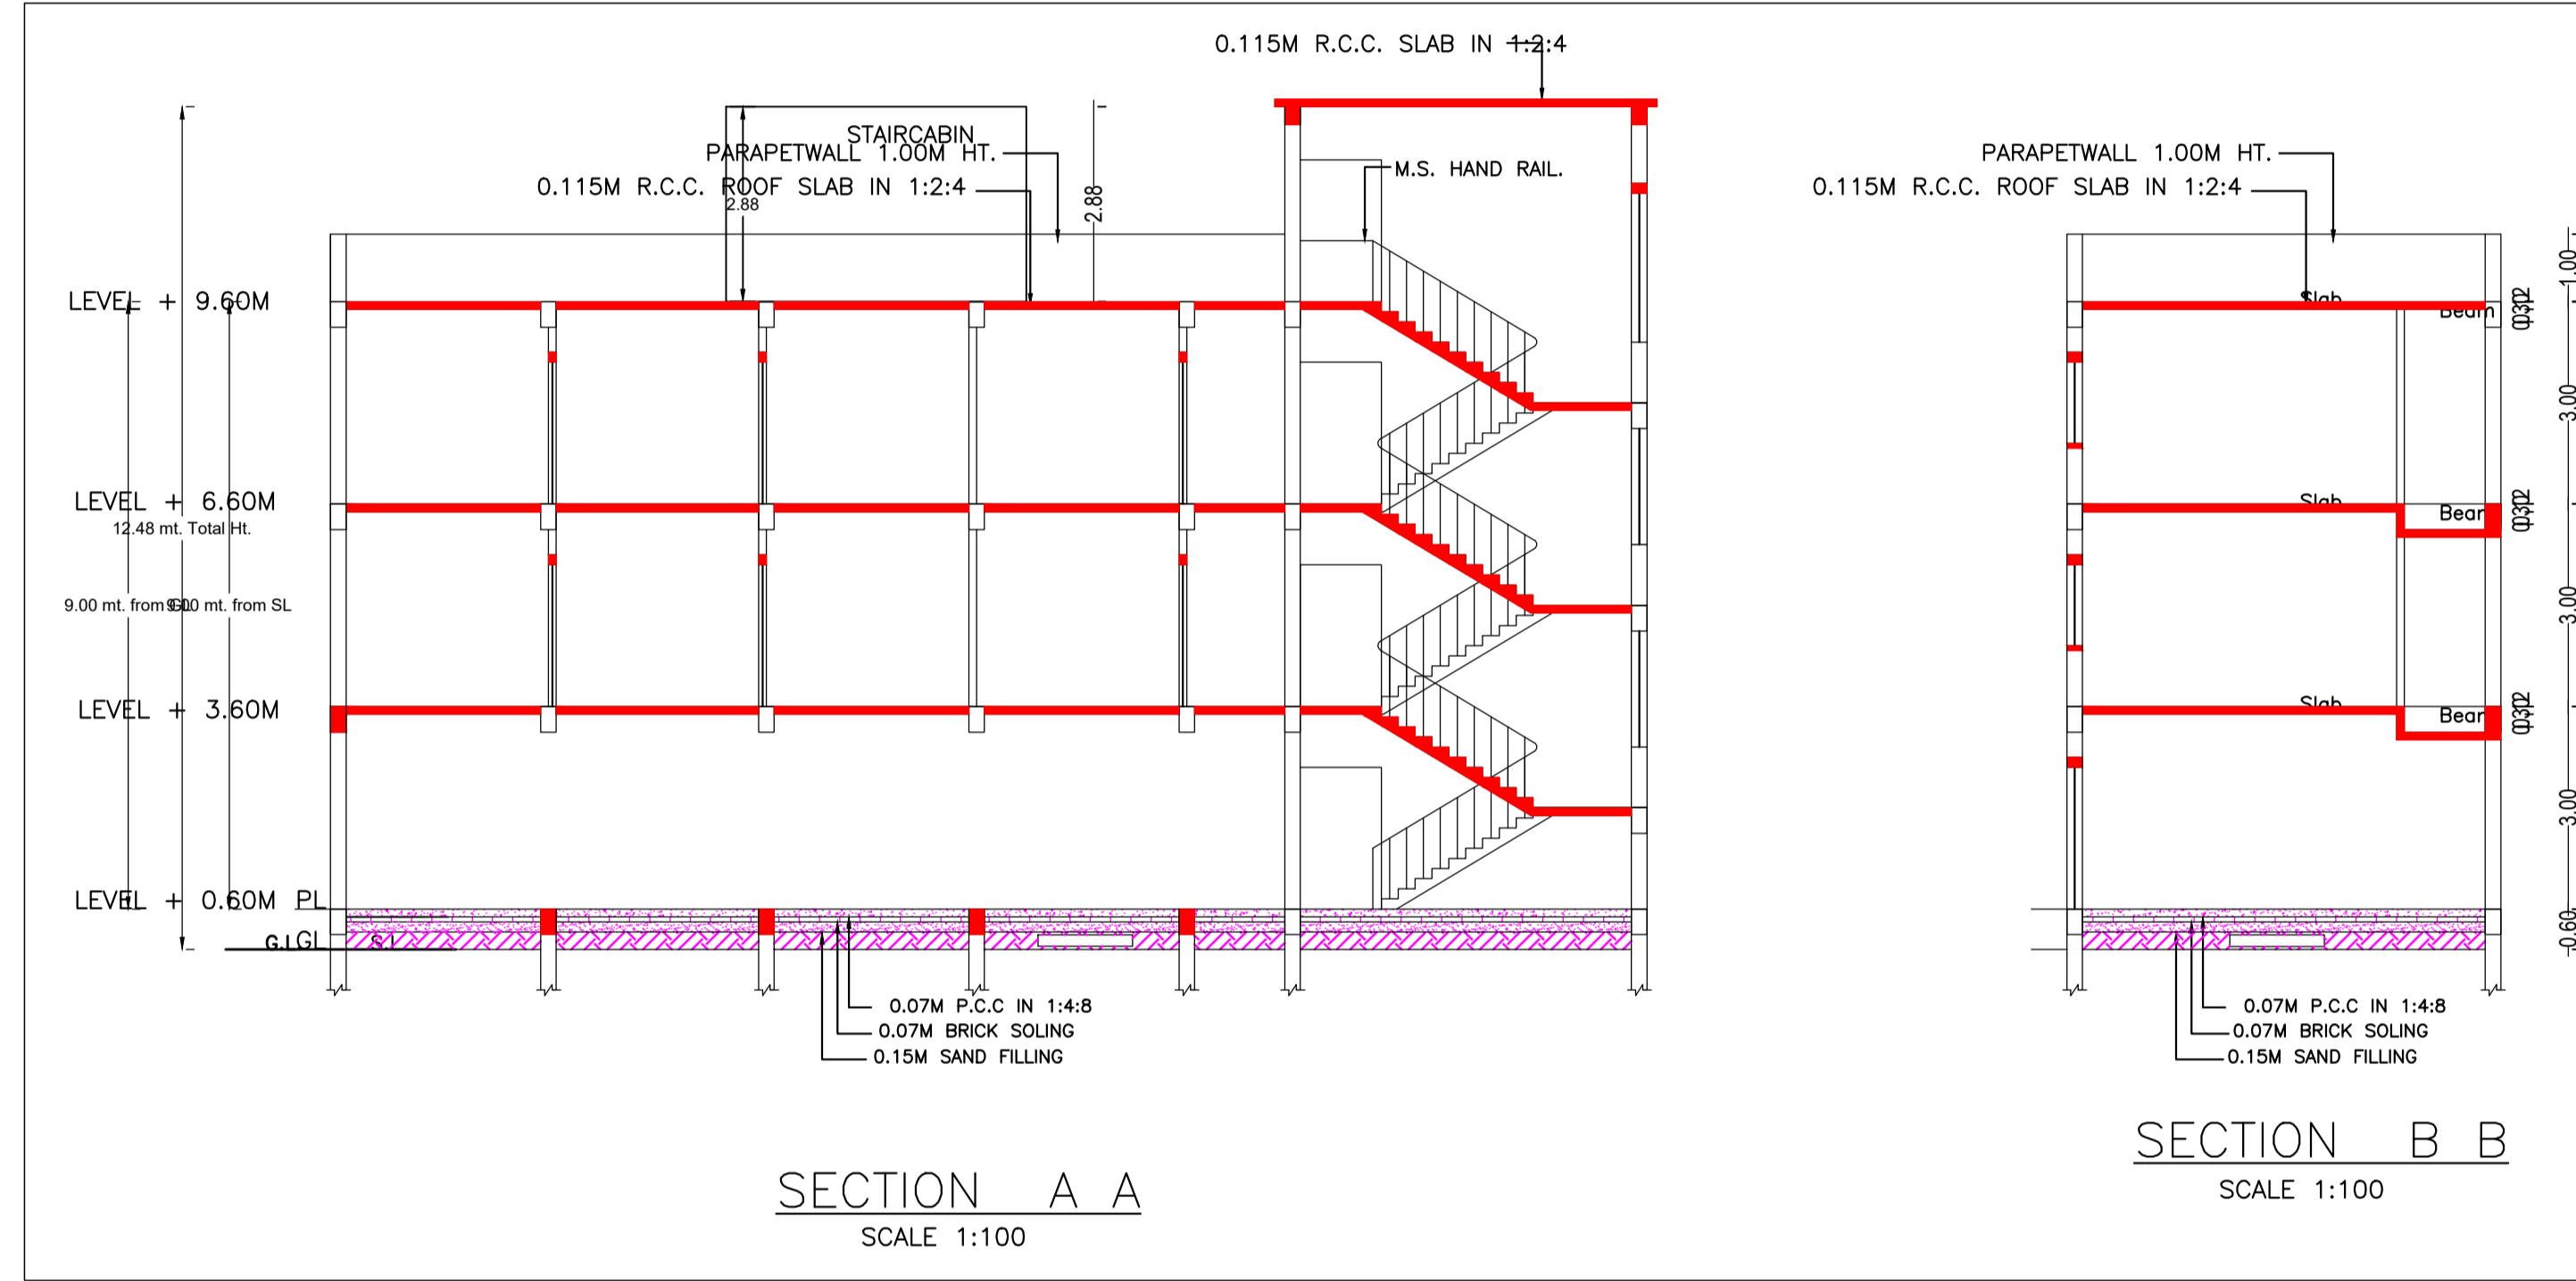 0.115M R.C.C. SLAB IN 1:2:4
STAIRCABIN
PARAPETWALL 1.00M HT.
0.115M R.C.C. ROOF SLAB IN 1:2:4
2.88
2.88
M.S. HAND RAIL.
LEVEL + 9.60M
LEVEL + 6.60M
12.48 mt. Total Ht.
9.00 mt. from GL
9.00 mt. from SL
LEVEL + 3.60M
LEVEL + 0.60M PL
GL
0.07M P.C.C IN 1:4:8
0.07M BRICK SOLING
0.15M SAND FILLING
SECTION A A
SCALE 1:100
PARAPETWALL 1.00M HT.
0.115M R.C.C. ROOF SLAB IN 1:2:4
1.00
Slab
Beam
3.00
Slab
Bear
3.00
Slab
Bear
3.00
0.60
0.07M P.C.C IN 1:4:8
0.07M BRICK SOLING
0.15M SAND FILLING
SECTION B B
SCALE 1:100